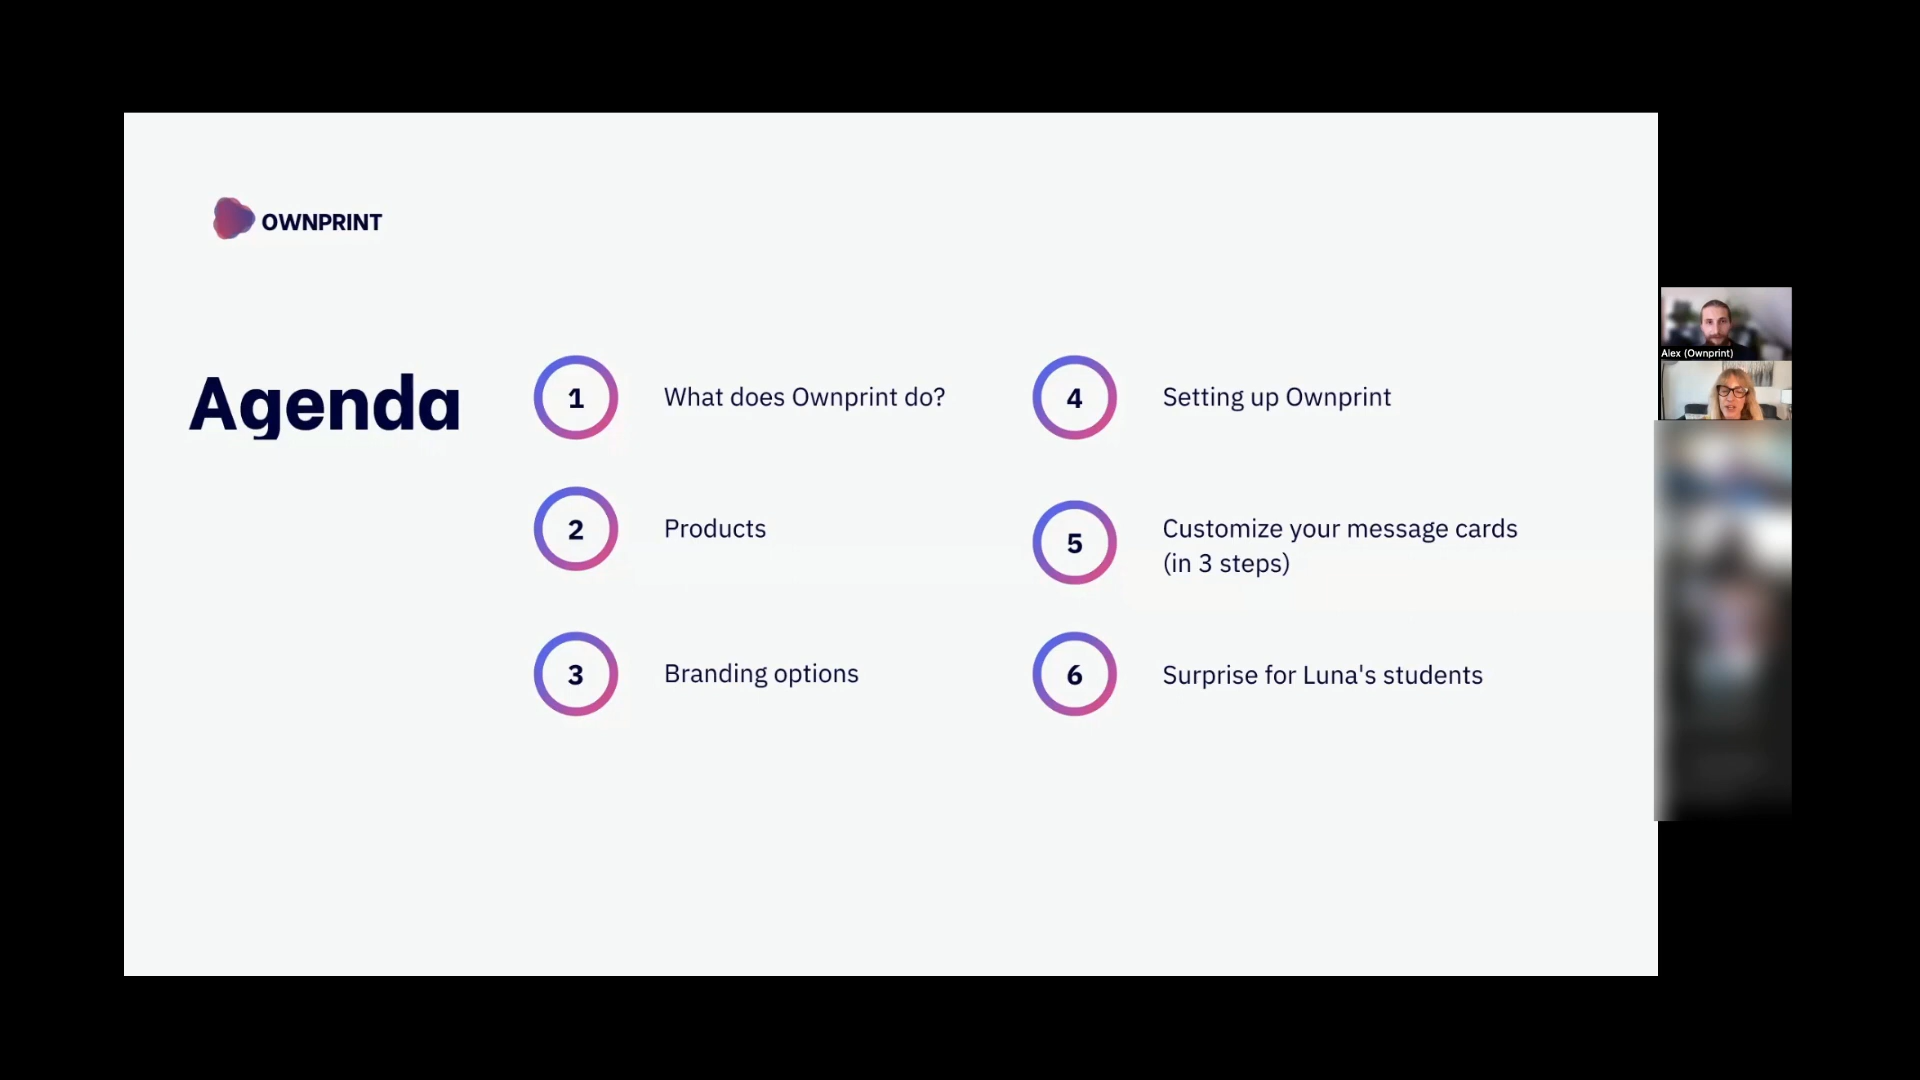 OWNPRINT
Agenda
1
What does Ownprint do?
2
Products
3
Branding options
4
Setting up Ownprint
5
Customize your message cards
(in 3 steps)
6
Surprise for Luna's students
Alex (Ownprint)